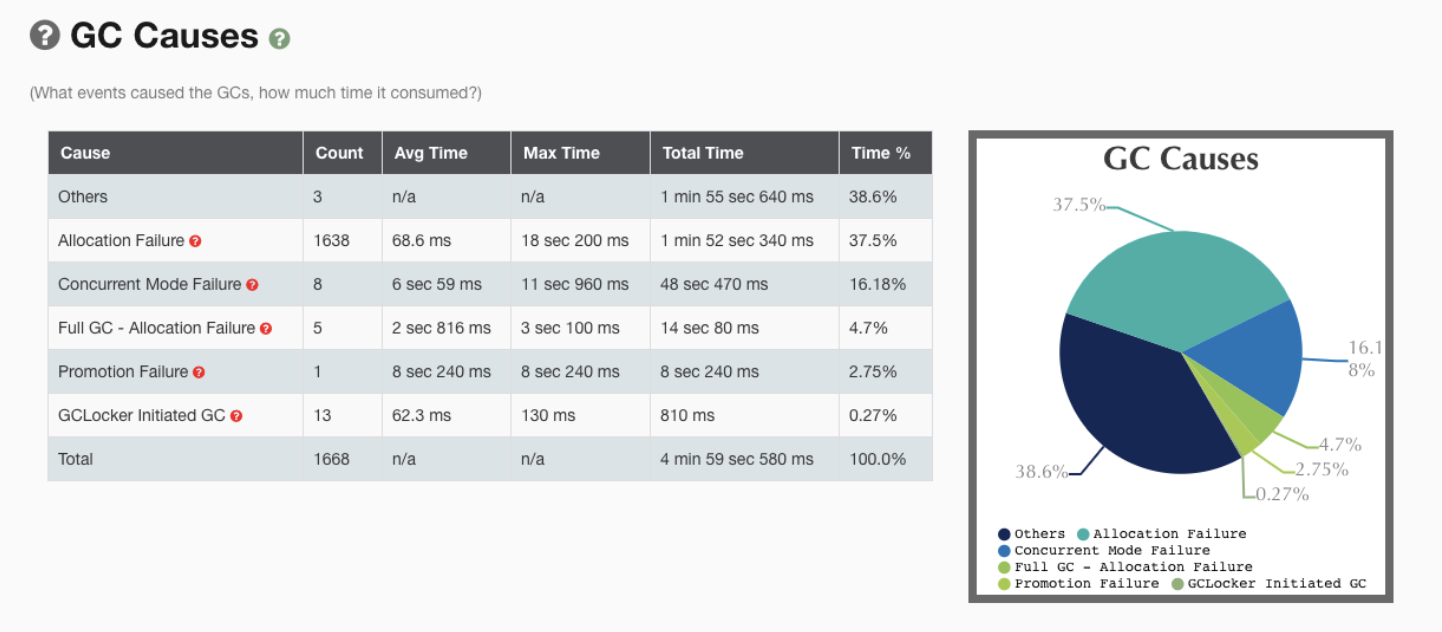 GC Causes
(What events caused the GCs, how much time it consumed?)
Cause Count Avg Time Max Time Total Time Time %
Others 3 n/a n/a 1 min 55 sec 640 ms 38.6%
Allocation Failure 1638 68.6 ms 18 sec 200 ms 1 min 52 sec 340 ms 37.5%
Concurrent Mode Failure 8 6 sec 59 ms 11 sec 960 ms 48 sec 470 ms 16.18%
Full GC - Allocation Failure 5 2 sec 816 ms 3 sec 100 ms 14 sec 80 ms 4.7%
Promotion Failure 1 8 sec 240 ms 8 sec 240 ms 8 sec 240 ms 2.75%
GCLocker Initiated GC 13 62.3 ms 130 ms 810 ms 0.27%
Total 1668 n/a n/a 4 min 59 sec 580 ms 100.0%
GC Causes
37.5%
16.1
8%
4.7%
2.75%
38.6%
0.27%
Others Allocation Failure
Concurrent Mode Failure
Full GC - Allocation Failure
Promotion Failure GCLocker Initiated GC